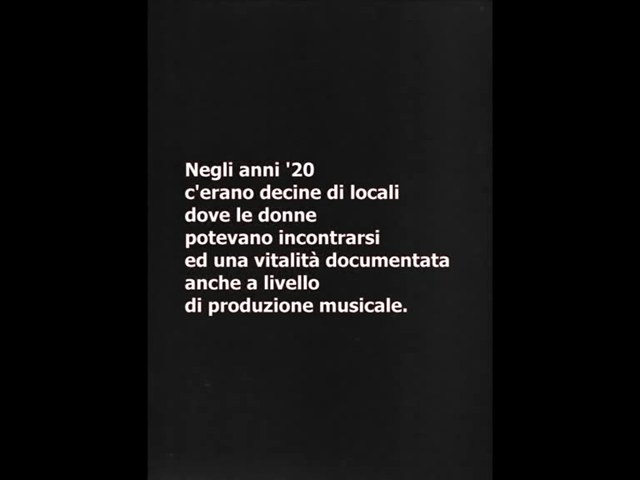 Negli anni '20
c'erano decine di locali
dove le donne
potevano incontrarsi
ed una vitalità documentata
anche a livello
di produzione musicale.